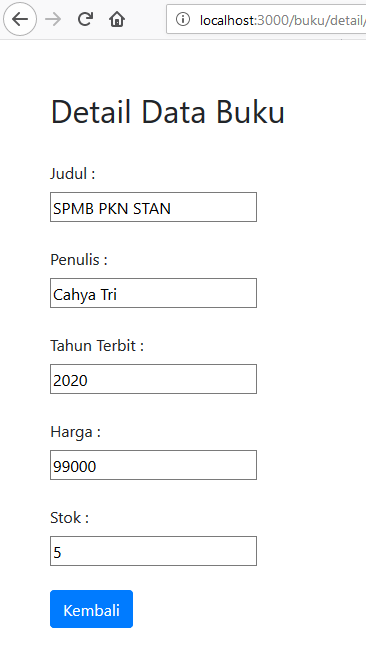 localhost:3000/buku/detail/
Detail Data Buku
Judul :
SPMB PKN STAN
Penulis :
Cahya Tri
Tahun Terbit :
2020
Harga :
99000
Stok :
5
Kembali